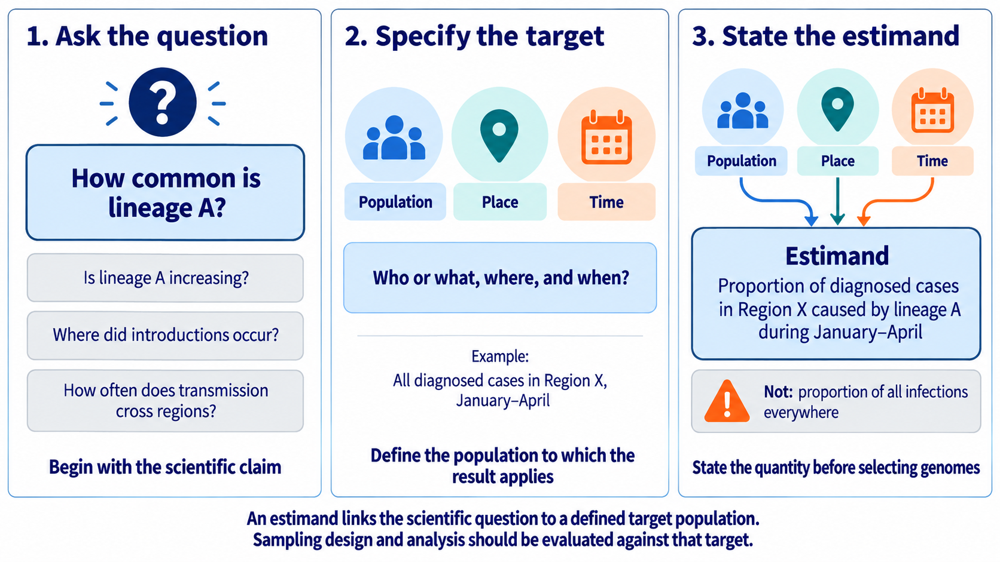 1. Ask the question
?
How common is
lineage A?
Is lineage A increasing?
Where did introductions occur?
How often does transmission
cross regions?
Begin with the scientific claim
2. Specify the target
Population
Place
Time
Who or what, where, and when?
Example:
All diagnosed cases in Region X,
January–April
Define the population to which the
result applies
3. State the estimand
Population
Place
Time
Estimand
Proportion of diagnosed cases
in Region X caused by lineage A
during January–April
!
Not: proportion of all infections
everywhere
State the quantity before selecting genomes
An estimand links the scientific question to a defined target population.
Sampling design and analysis should be evaluated against that target.